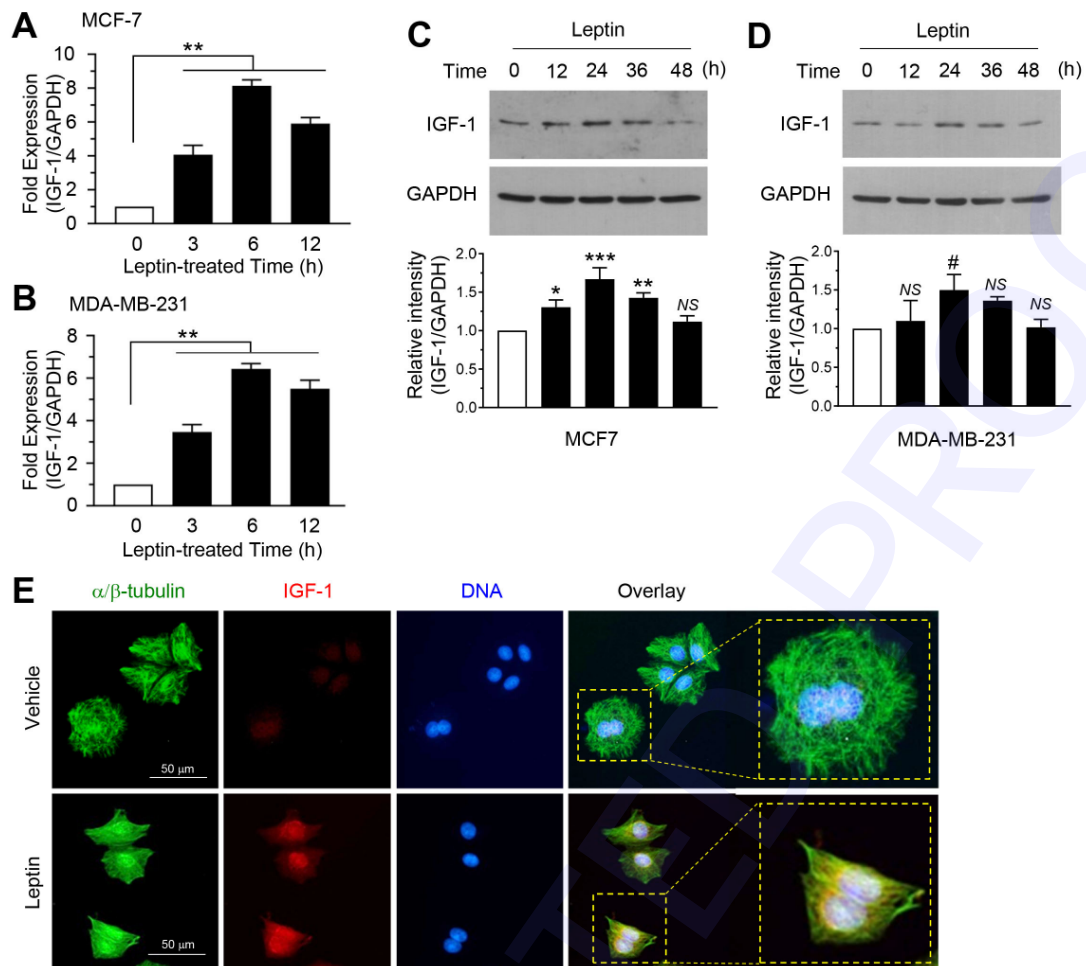 A
MCF-7
**
Fold Expression
(IGF-1/GAPDH)
10
8
6
4
2
0
0 3 6 12
Leptin-treated Time (h)
B
MDA-MB-231
**
Fold Expression
(IGF-1/GAPDH)
8
6
4
2
0
0 3 6 12
Leptin-treated Time (h)
C
Leptin
Time 0 12 24 36 48 (h)
IGF-1
GAPDH
Relative intensity
(IGF-1/GAPDH)
2.0
1.5
1.0
0.5
0.0
* *** ** NS
MCF7
D
Leptin
Time 0 12 24 36 48 (h)
IGF-1
GAPDH
Relative intensity
(IGF-1/GAPDH)
2.0
1.5
1.0
0.5
0.0
NS # NS NS
MDA-MB-231
E
α/β-tubulin IGF-1 DNA Overlay
Vehicle
50 μm
Leptin
50 μm
TED PROO